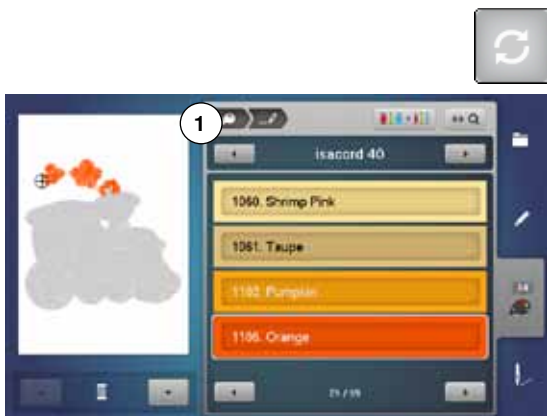 1
isacord 40
1060. Shrimp Pink
1061. Taupe
1102. Pumpkin
1106. Orange